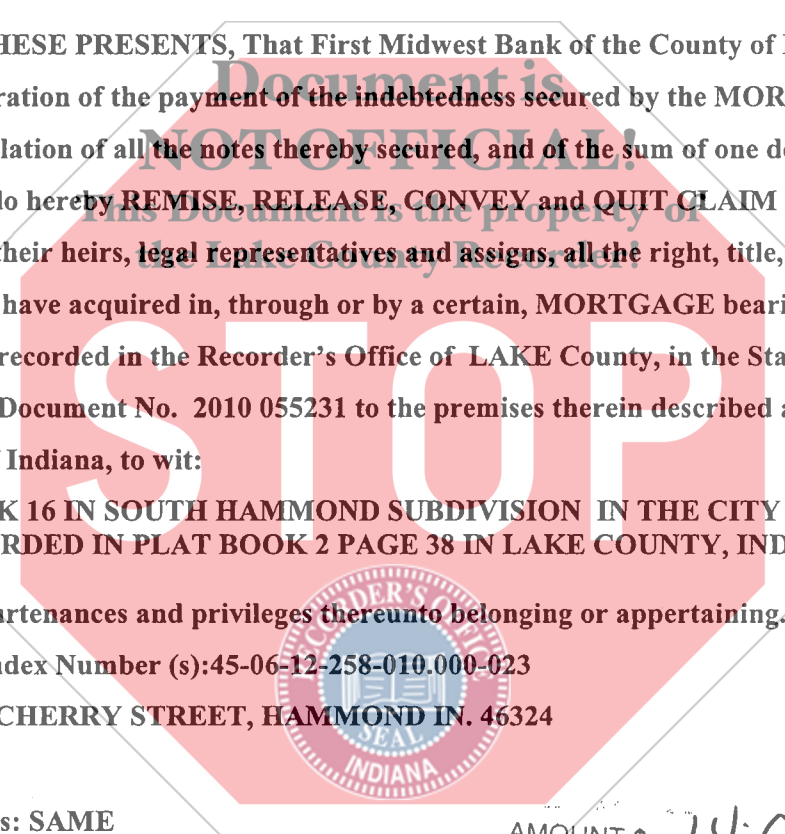 HESE PRESENTS, That First Midwest Bank of the County of
Document is
ration of the payment of the indebtedness secured by the MOR
NOT OFFICIAL!
lation of all the notes thereby secured, and of the sum of one d
lo hereby REMISE, RELEASE, CONVEY and QUIT CLAIM
This Document is the property of
their heirs, legal representatives and assigns, all the right, title,
the Lake County Recorder!
have acquired in, through or by a certain, MORTGAGE beari
recorded in the Recorder's Office of LAKE County, in the Sta
STOP
Document No. 2010 055231 to the premises therein described a
Indiana, to wit:
K 16 IN SOUTH HAMMOND SUBDIVISION IN THE CITY
RDED IN PLAT BOOK 2 PAGE 38 IN LAKE COUNTY, IND
RECORDER'S OFFICE
urtenances and privileges thereunto belonging or appertaining.
ndex Number (s):45-06-12-258-010.000-023
CHERRY STREET, HAMMOND IN. 46324
SEAL
INDIANA
s: SAME
AMOUNT